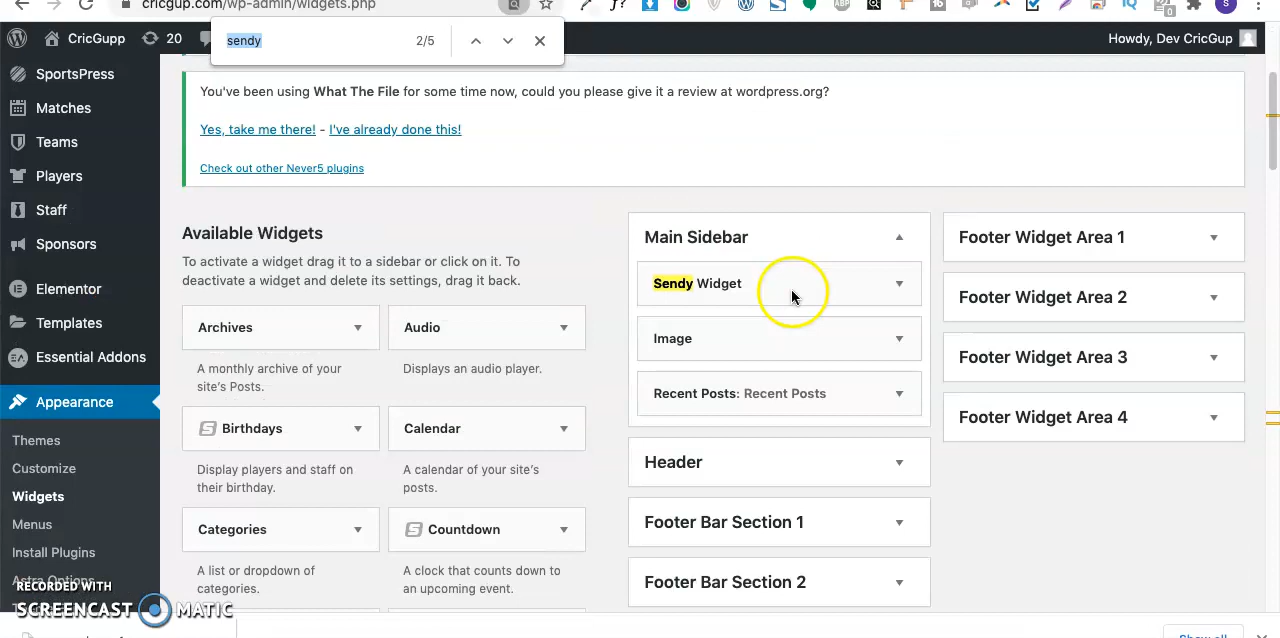 cricgup.com/wp-admin/widgets.php
sendy
2/5
CricGupp
20
Howdy, Dev CricGup
SportsPress
Matches
Teams
Players
Staff
Sponsors
Elementor
Templates
Essential Addons
Appearance
Themes
Customize
Widgets
Menus
Install Plugins
Astra Options
RECORDED WITH
SCREENCAST MATIC
You've been using What The File for some time now, could you please give it a review at wordpress.org?
Yes, take me there! - I've already done this!
Check out other Never5 plugins
Available Widgets
To activate a widget drag it to a sidebar or click on it. To
deactivate a widget and delete its settings, drag it back.
Archives
A monthly archive of your
site's Posts.
Audio
Displays an audio player.
Birthdays
Display players and staff on
their birthday.
Calendar
A calendar of your site's
posts.
Categories
A list or dropdown of
categories.
Countdown
A clock that counts down to
an upcoming event.
Main Sidebar
Sendy Widget
Image
Recent Posts: Recent Posts
Header
Footer Bar Section 1
Footer Bar Section 2
Footer Widget Area 1
Footer Widget Area 2
Footer Widget Area 3
Footer Widget Area 4
Show all